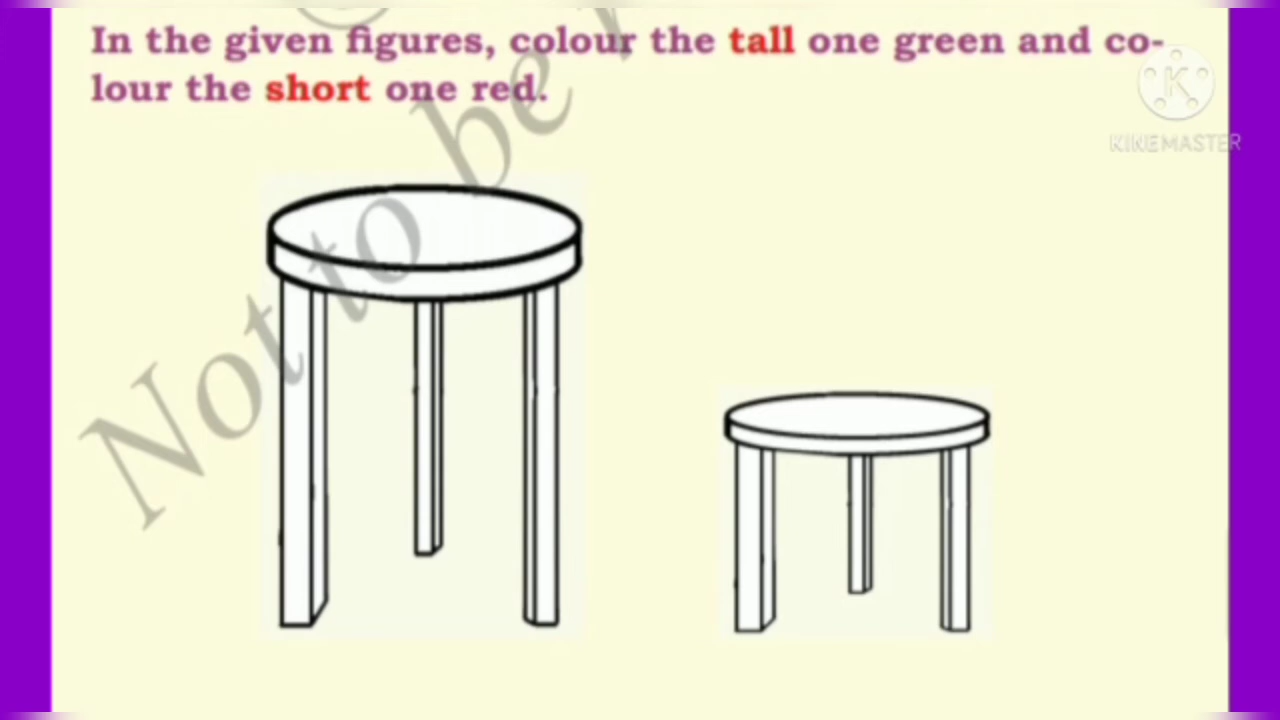 In the given figures, colour the tall one green and co-
lour the short one red.
K
KINEMASTER
Not to be r